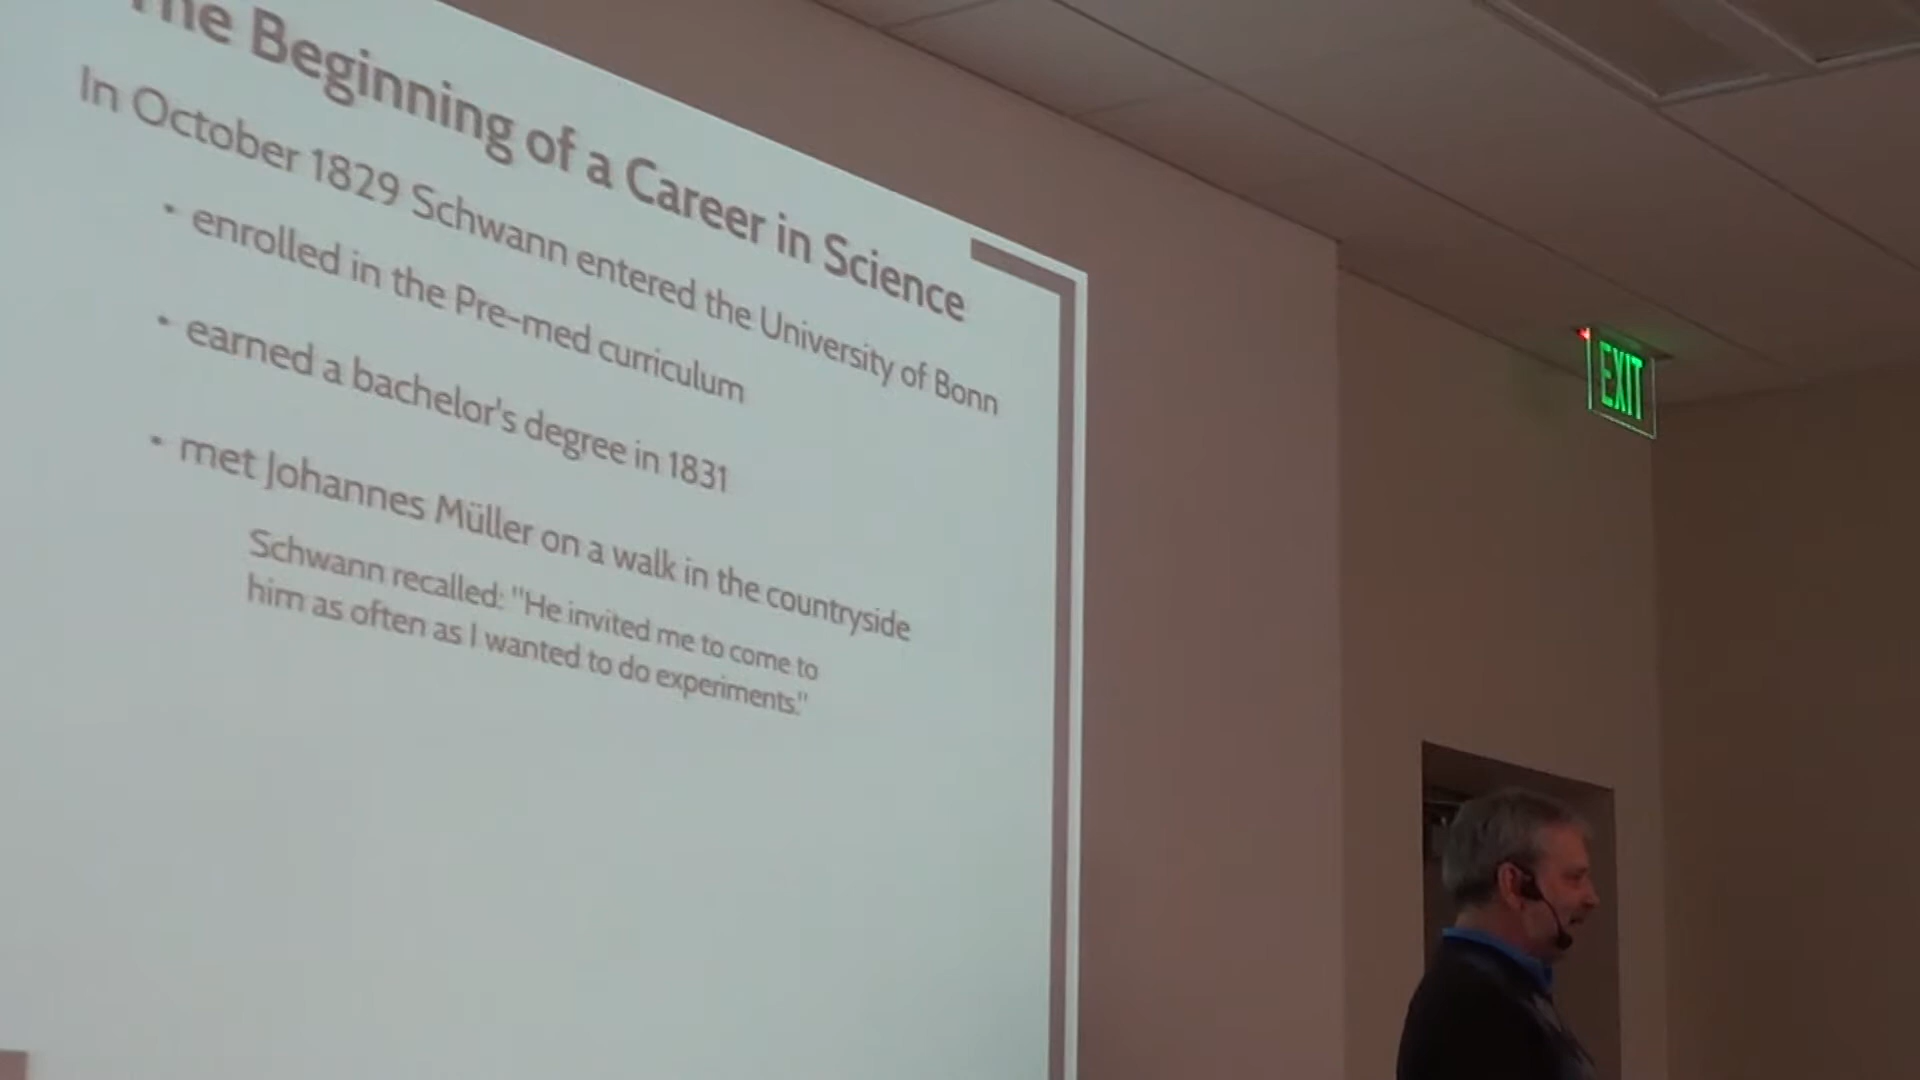 The Beginning of a Career in Science
In October 1829 Schwann entered the University of Bonn
• enrolled in the Pre-med curriculum
• earned a bachelor's degree in 1831
• met Johannes Müller on a walk in the countryside
Schwann recalled: "He invited me to come to
him as often as I wanted to do experiments."
EXIT